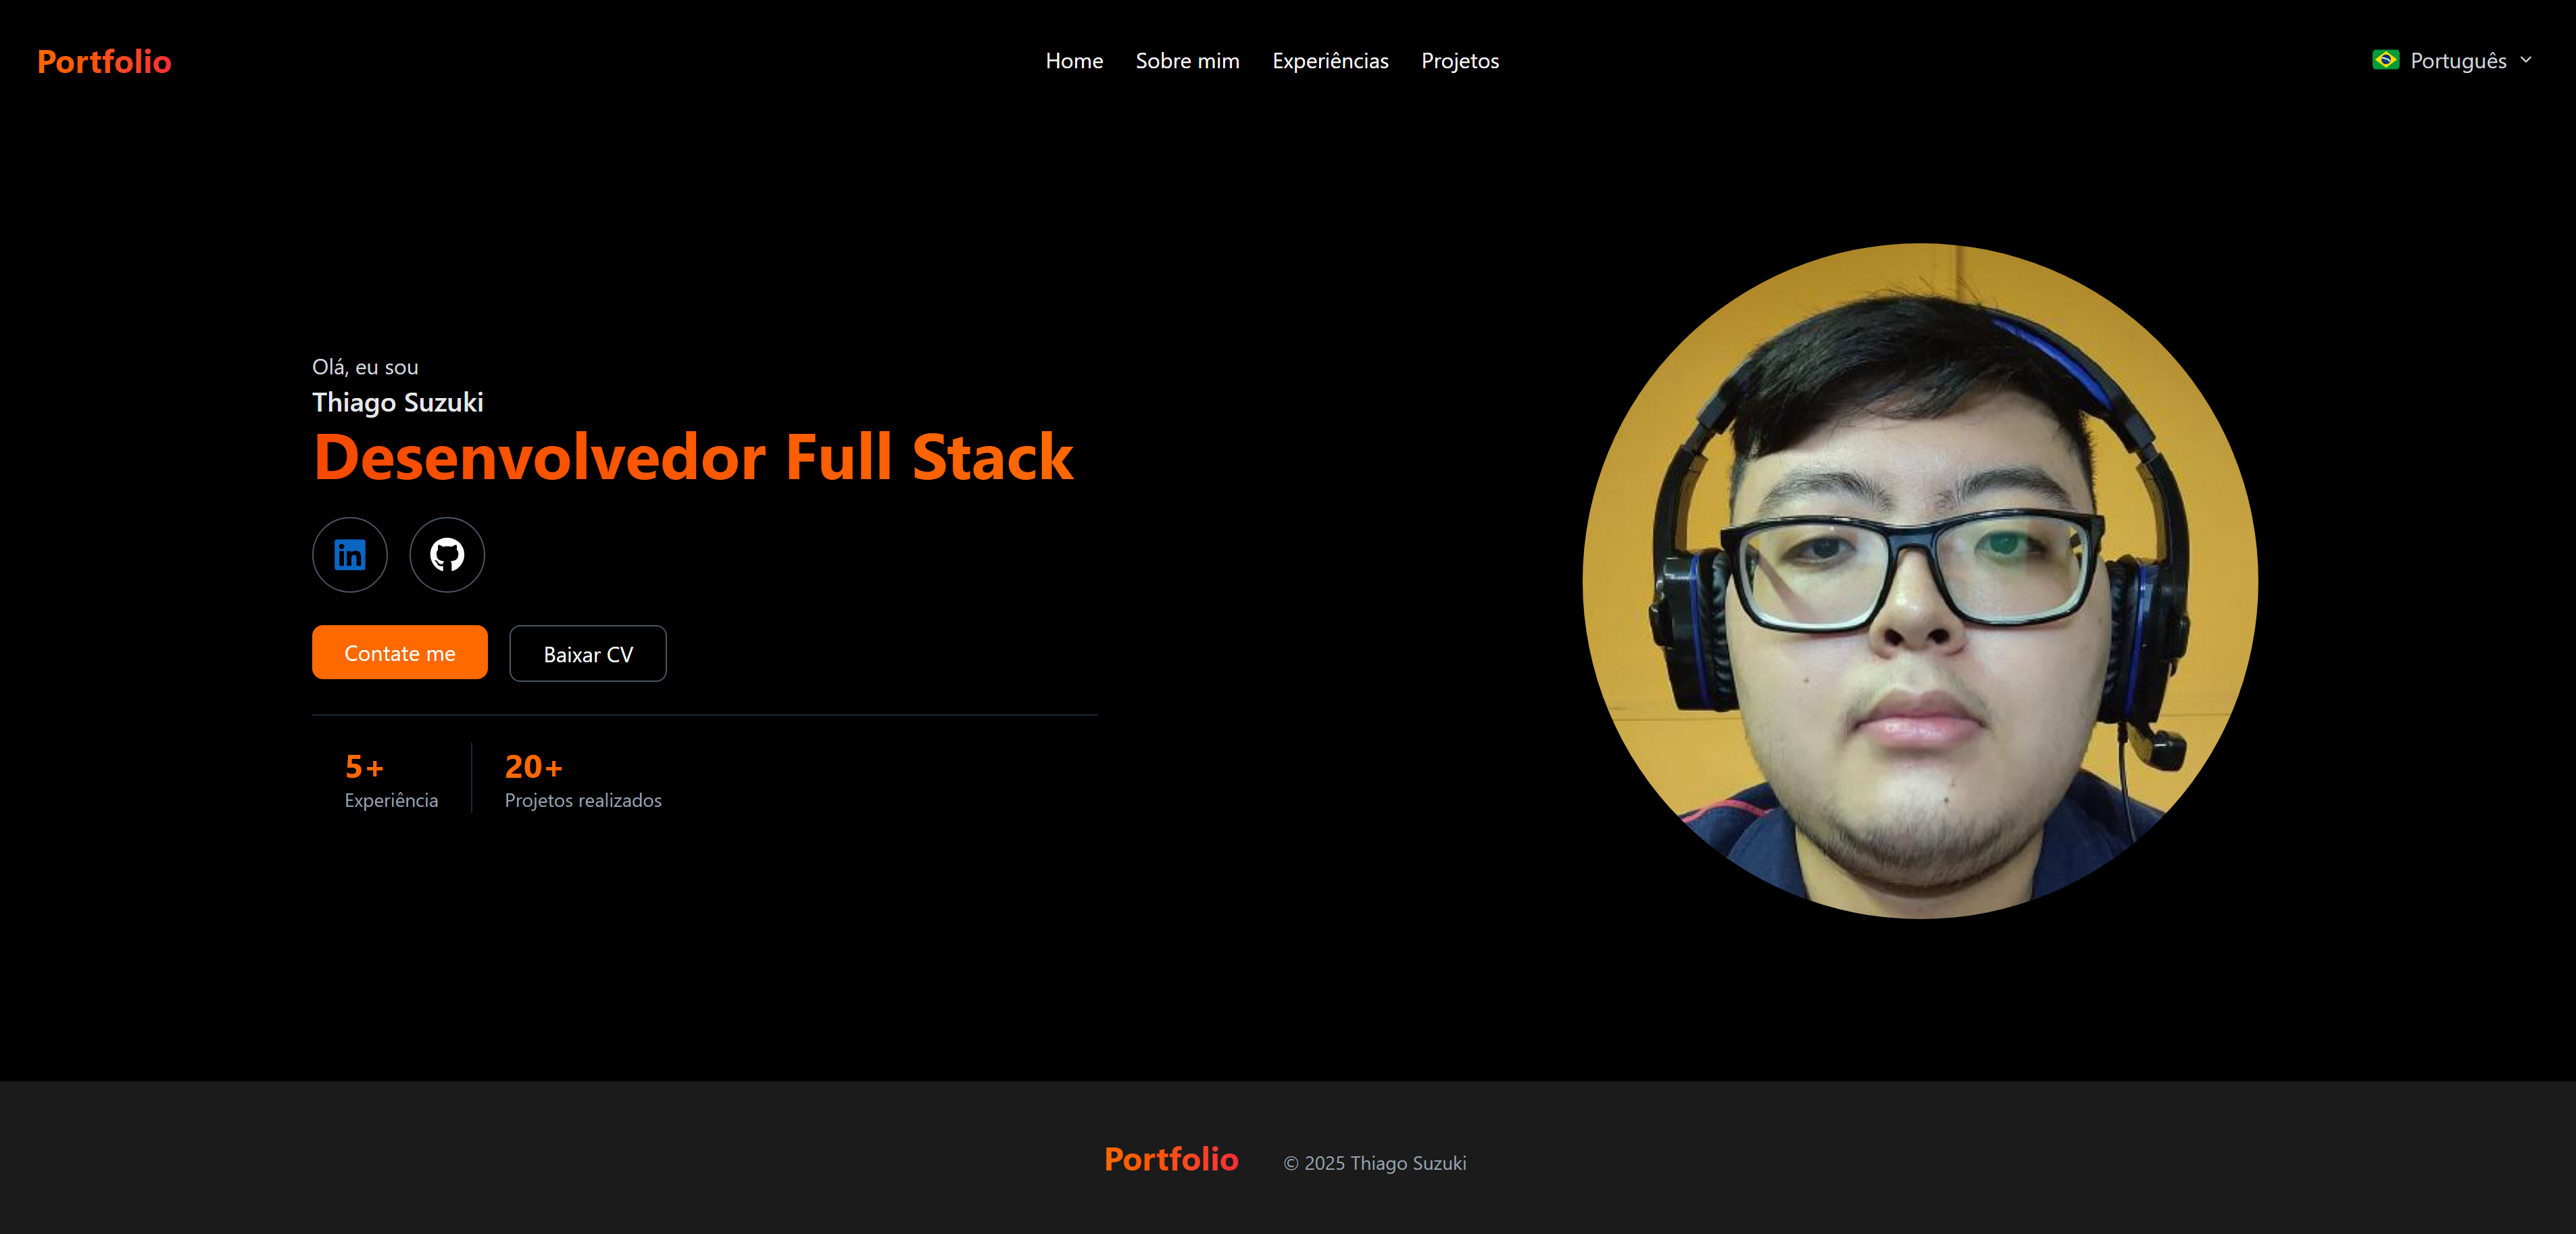 Portfolio
Home Sobre mim Experiências Projetos
Português
Olá, eu sou
Thiago Suzuki
Desenvolvedor Full Stack
in
Contate me Baixar CV
5+ 20+
Experiência Projetos realizados
Portfolio © 2025 Thiago Suzuki